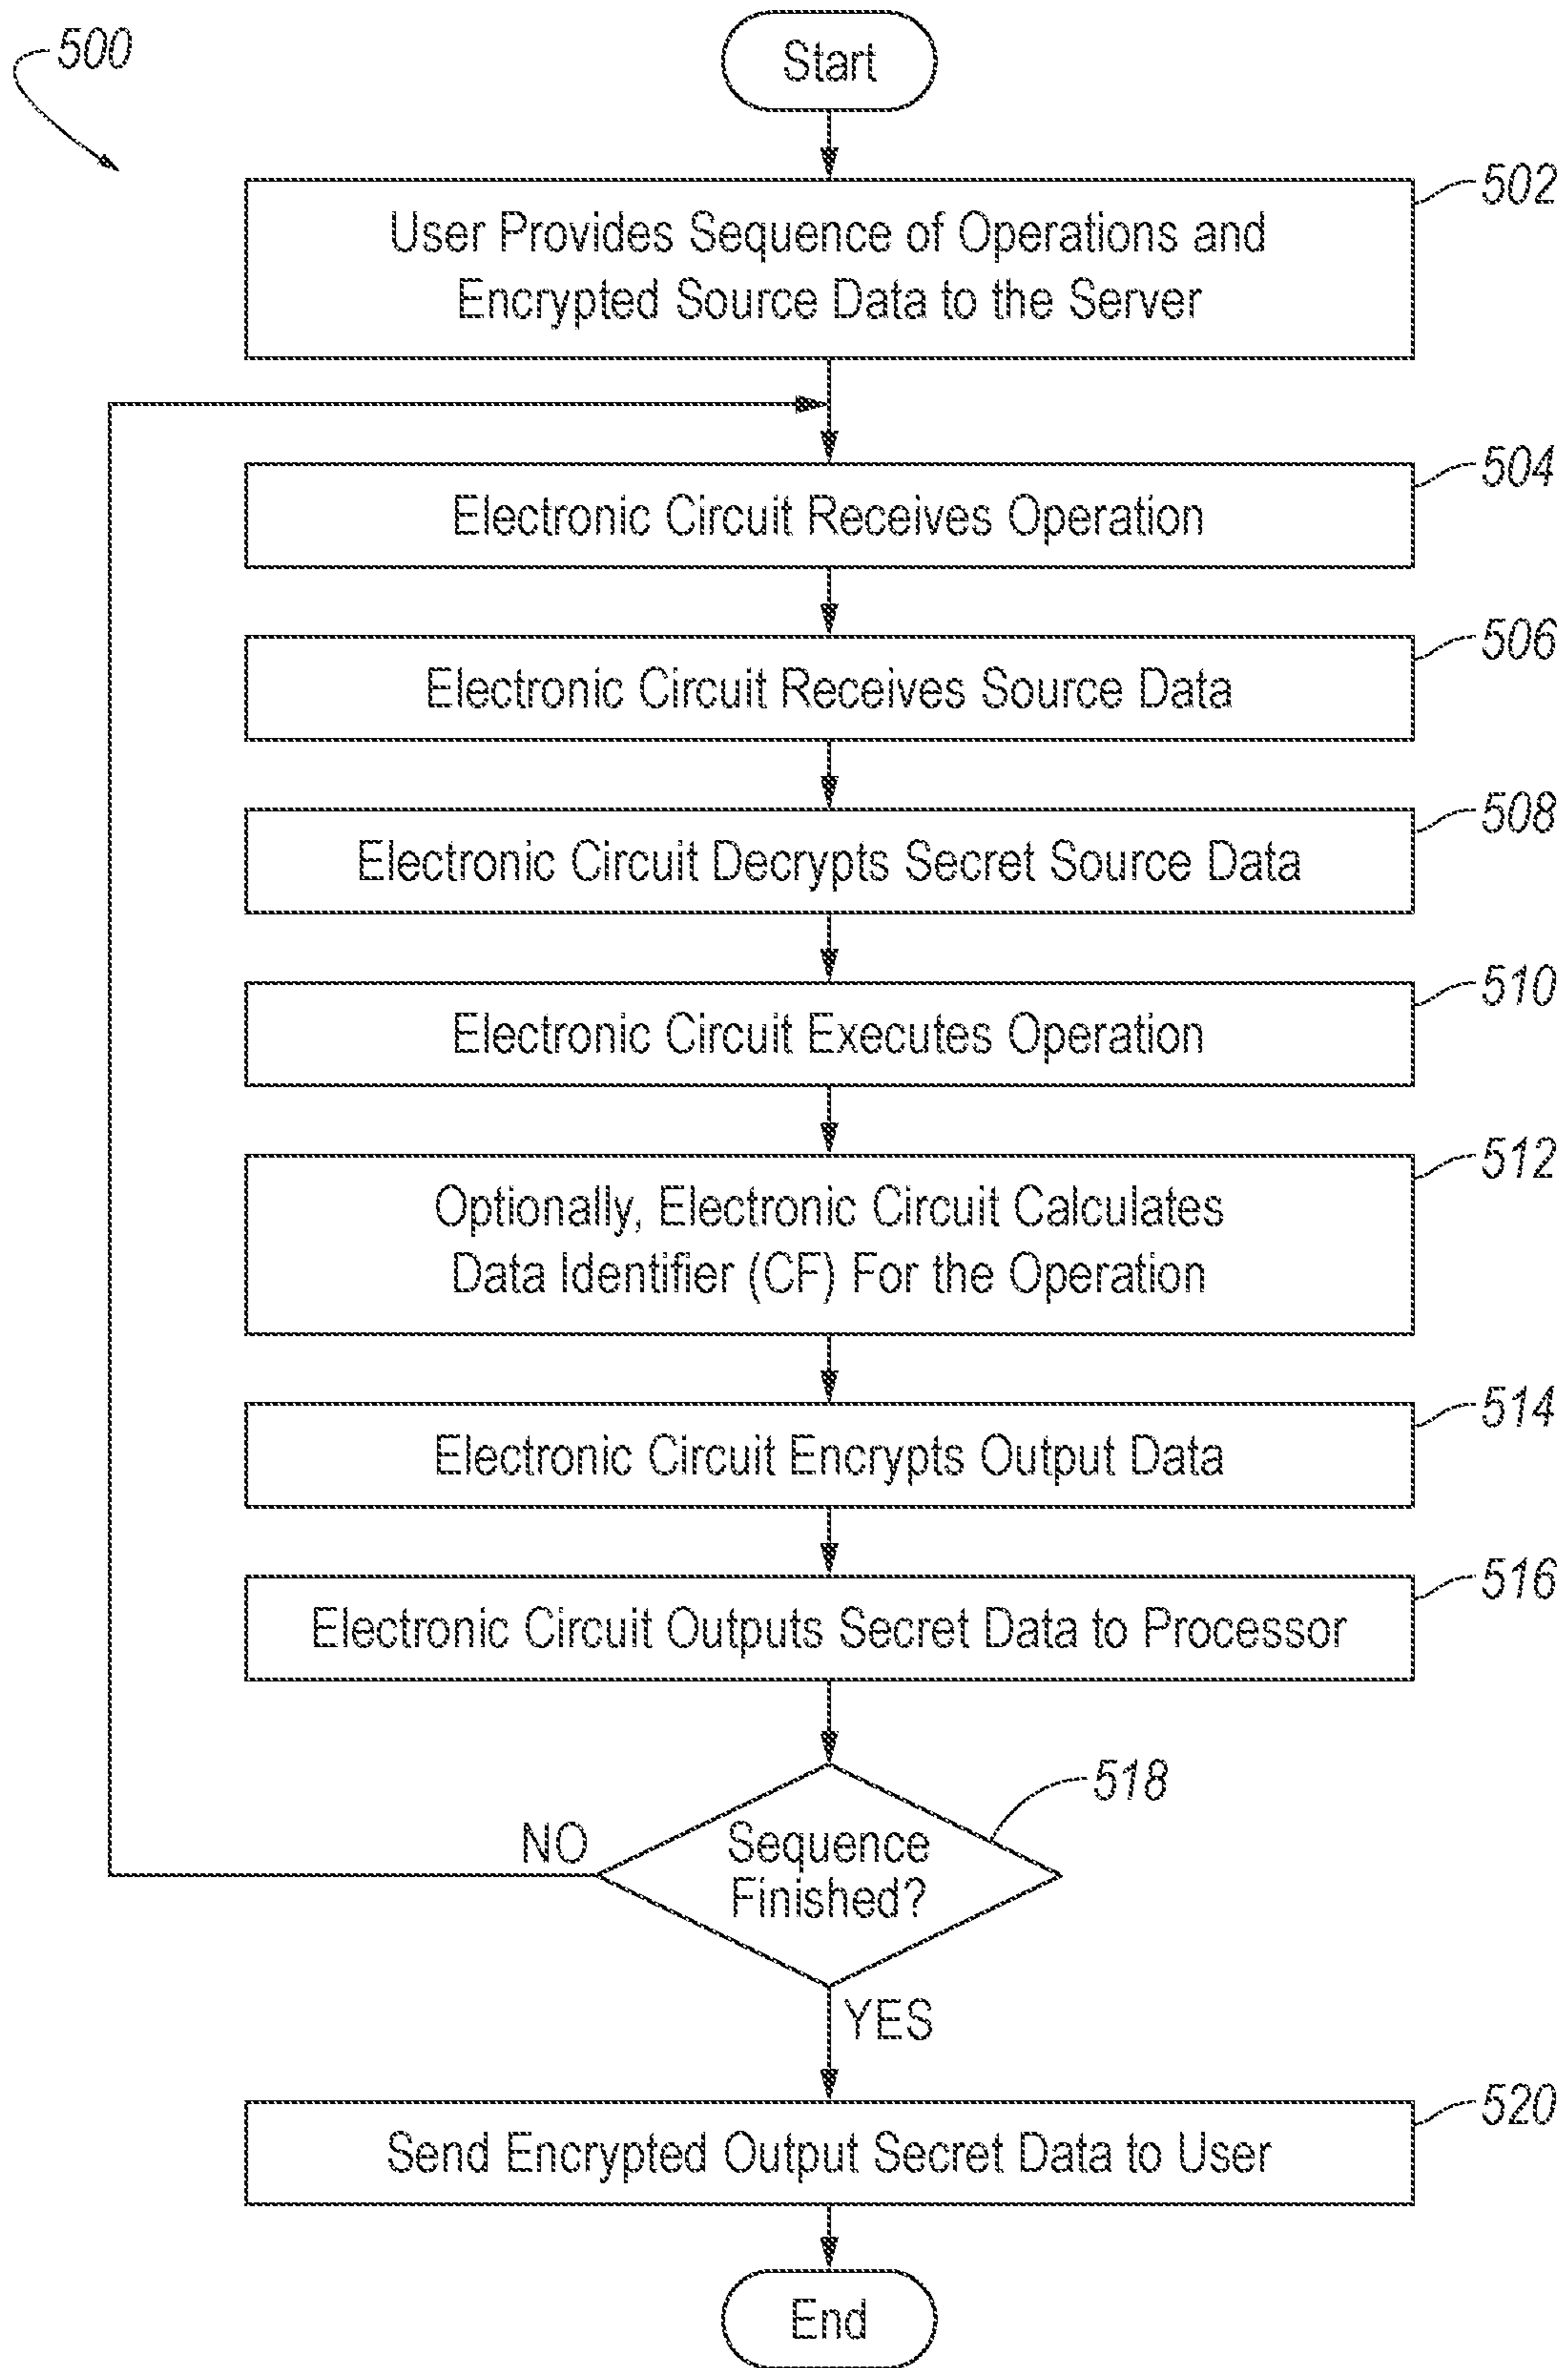 500
Start
502
User Provides Sequence of Operations and
Encrypted Source Data to the Server
504
Electronic Circuit Receives Operation
506
Electronic Circuit Receives Source Data
508
Electronic Circuit Decrypts Secret Source Data
510
Electronic Circuit Executes Operation
512
Optionally, Electronic Circuit Calculates
Data Identifier (CF) For the Operation
514
Electronic Circuit Encrypts Output Data
516
Electronic Circuit Outputs Secret Data to Processor
518
NO
Sequence
Finished?
YES
520
Send Encrypted Output Secret Data to User
End